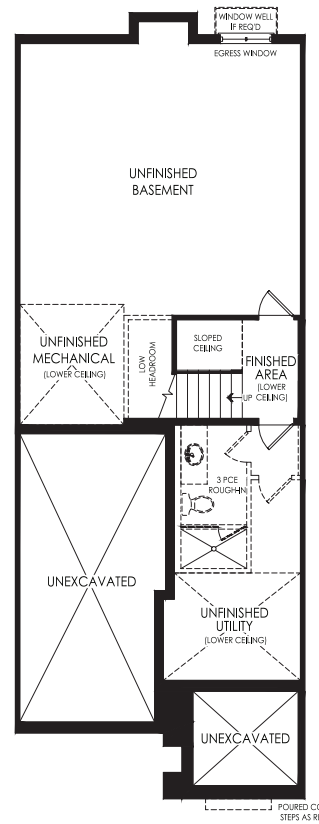 WINDOW WELL
IF REQ'D
EGRESS WINDOW
UNFINISHED
BASEMENT
UNFINISHED
MECHANICAL
(LOWER CEILING)
LOW
HEADROOM
SLOPED
CEILING
FINISHED
AREA
(LOWER
CEILING)
UP
3 PCE
ROUGH-IN
UNEXCAVATED
UNFINISHED
UTILITY
(LOWER CEILING)
UNEXCAVATED
POURED CO
STEPS AS RE